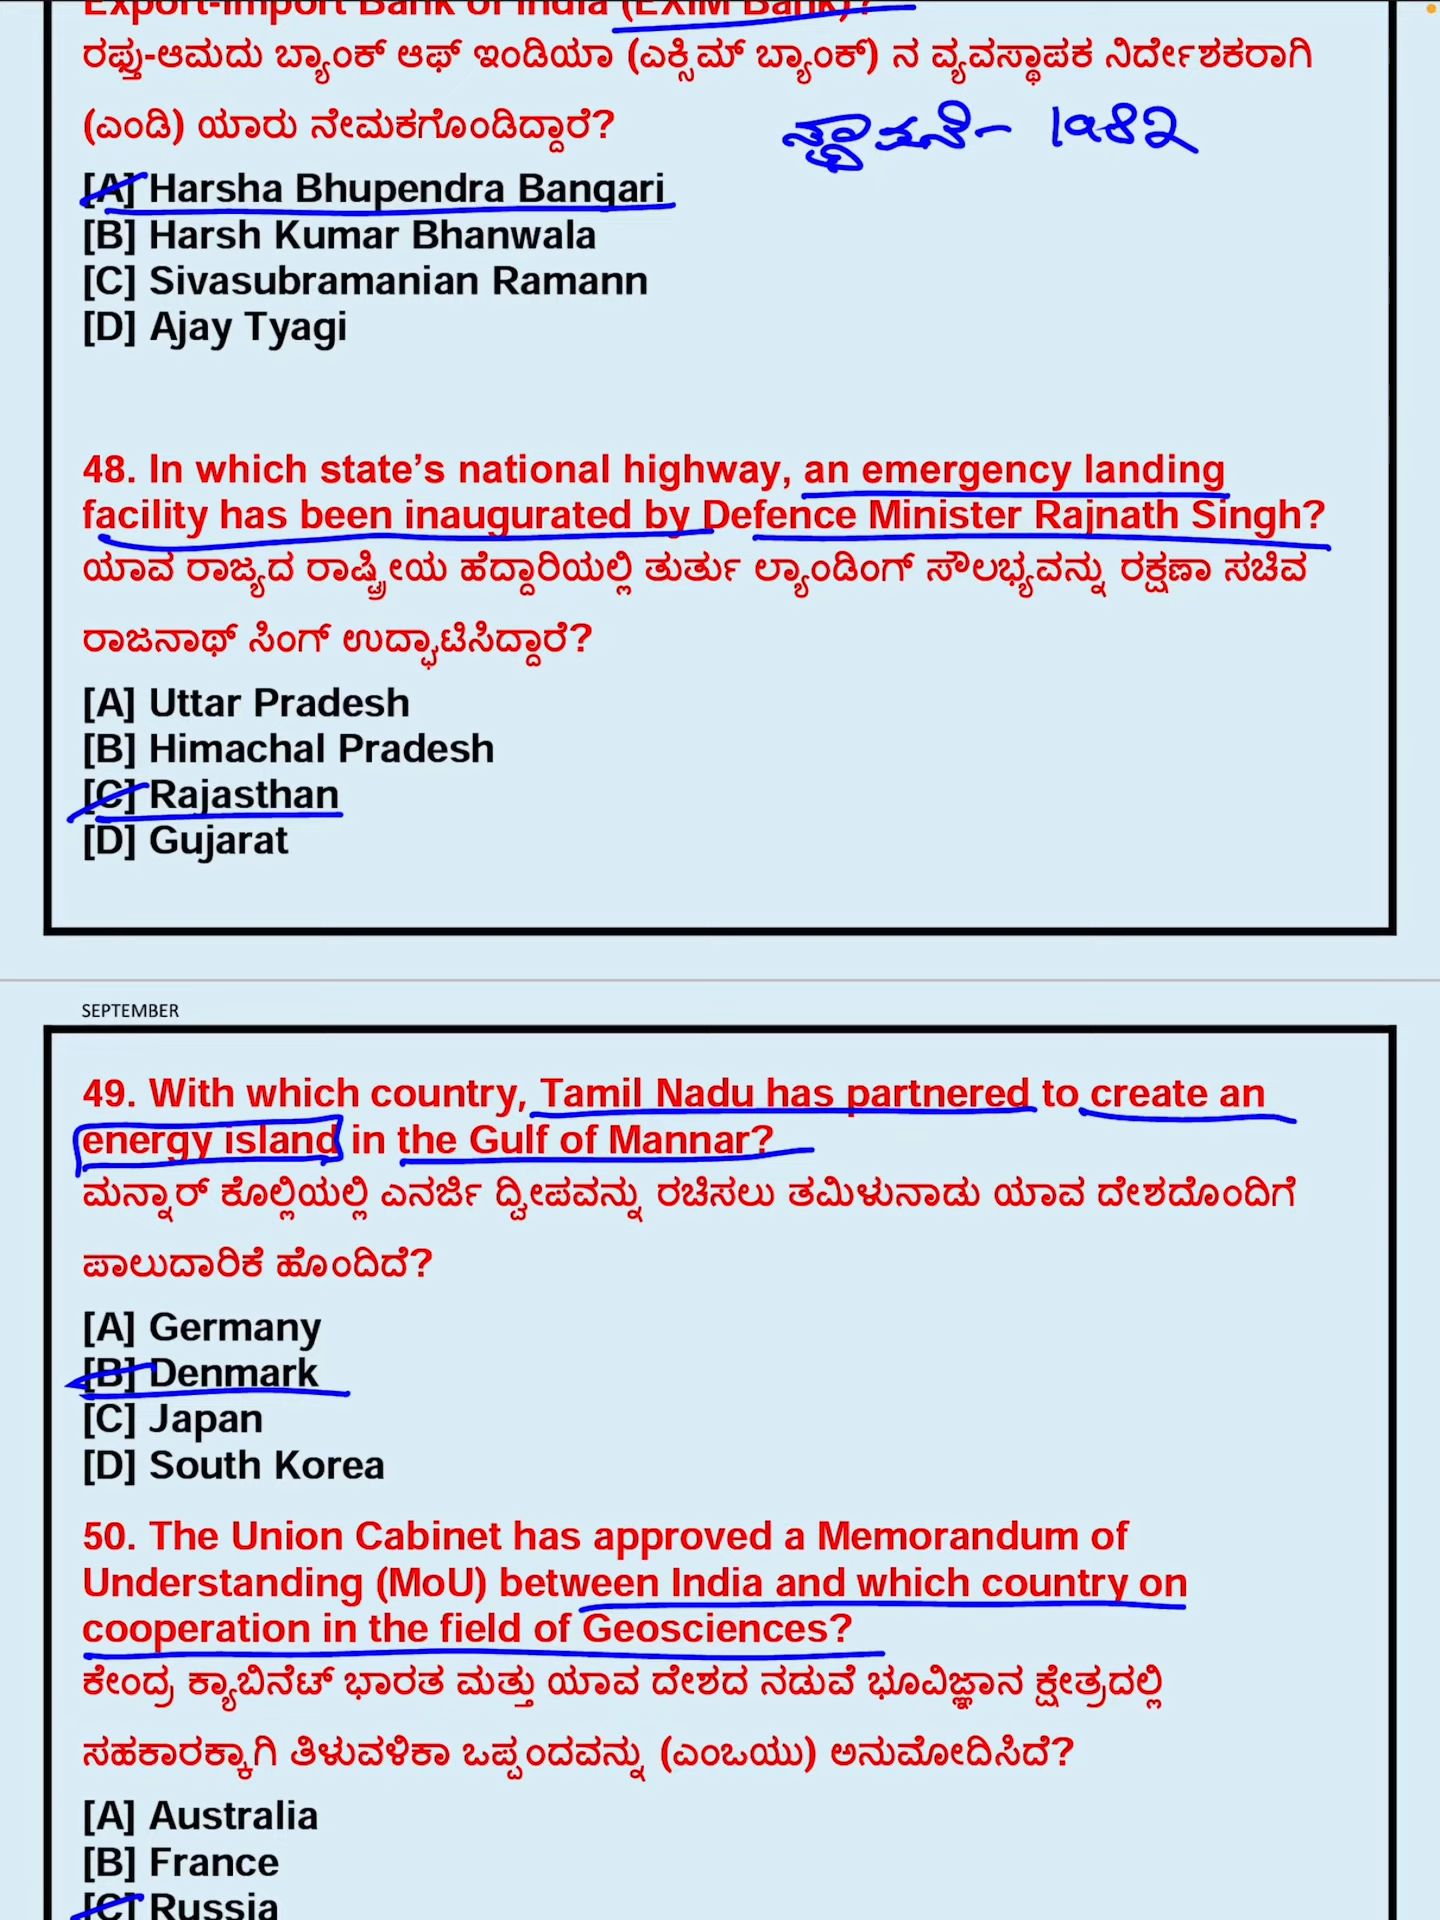 Export-Import Bank of India (EXIM Bank)?
ರಫ್ತು-ಆಮದು ಬ್ಯಾಂಕ್ ಆಫ್ ಇಂಡಿಯಾ (ಎಕ್ಸಿಮ್ ಬ್ಯಾಂಕ್) ನ ವ್ಯವಸ್ಥಾಪಕ ನಿರ್ದೇಶಕರಾಗಿ
(ಎಂಡಿ) ಯಾರು ನೇಮಕಗೊಂಡಿದ್ದಾರೆ?
ಸ್ಥಾಪನೆ - 1982
[A] Harsha Bhupendra Bangari
[B] Harsh Kumar Bhanwala
[C] Sivasubramanian Ramann
[D] Ajay Tyagi
48. In which state’s national highway, an emergency landing
facility has been inaugurated by Defence Minister Rajnath Singh?
ಯಾವ ರಾಜ್ಯದ ರಾಷ್ಟ್ರೀಯ ಹೆದ್ದಾರಿಯಲ್ಲಿ ತುರ್ತು ಲ್ಯಾಂಡಿಂಗ್ ಸೌಲಭ್ಯವನ್ನು ರಕ್ಷಣಾ ಸಚಿವ
ರಾಜನಾಥ್ ಸಿಂಗ್ ಉದ್ಘಾಟಿಸಿದ್ದಾರೆ?
[A] Uttar Pradesh
[B] Himachal Pradesh
[C] Rajasthan
[D] Gujarat
SEPTEMBER
49. With which country, Tamil Nadu has partnered to create an
energy island in the Gulf of Mannar?
ಮನ್ನಾರ್ ಕೊಲ್ಲಿಯಲ್ಲಿ ಎನರ್ಜಿ ದ್ವೀಪವನ್ನು ರಚಿಸಲು ತಮಿಳುನಾಡು ಯಾವ ದೇಶದೊಂದಿಗೆ
ಪಾಲುದಾರಿಕೆ ಹೊಂದಿದೆ?
[A] Germany
[B] Denmark
[C] Japan
[D] South Korea
50. The Union Cabinet has approved a Memorandum of
Understanding (MoU) between India and which country on
cooperation in the field of Geosciences?
ಕೇಂದ್ರ ಕ್ಯಾಬಿನೆಟ್ ಭಾರತ ಮತ್ತು ಯಾವ ದೇಶದ ನಡುವೆ ಭೂವಿಜ್ಞಾನ ಕ್ಷೇತ್ರದಲ್ಲಿ
ಸಹಕಾರಕ್ಕಾಗಿ ತಿಳುವಳಿಕಾ ಒಪ್ಪಂದವನ್ನು (ಎಂಒಯು) ಅನುಮೋದಿಸಿದೆ?
[A] Australia
[B] France
[C] Russia